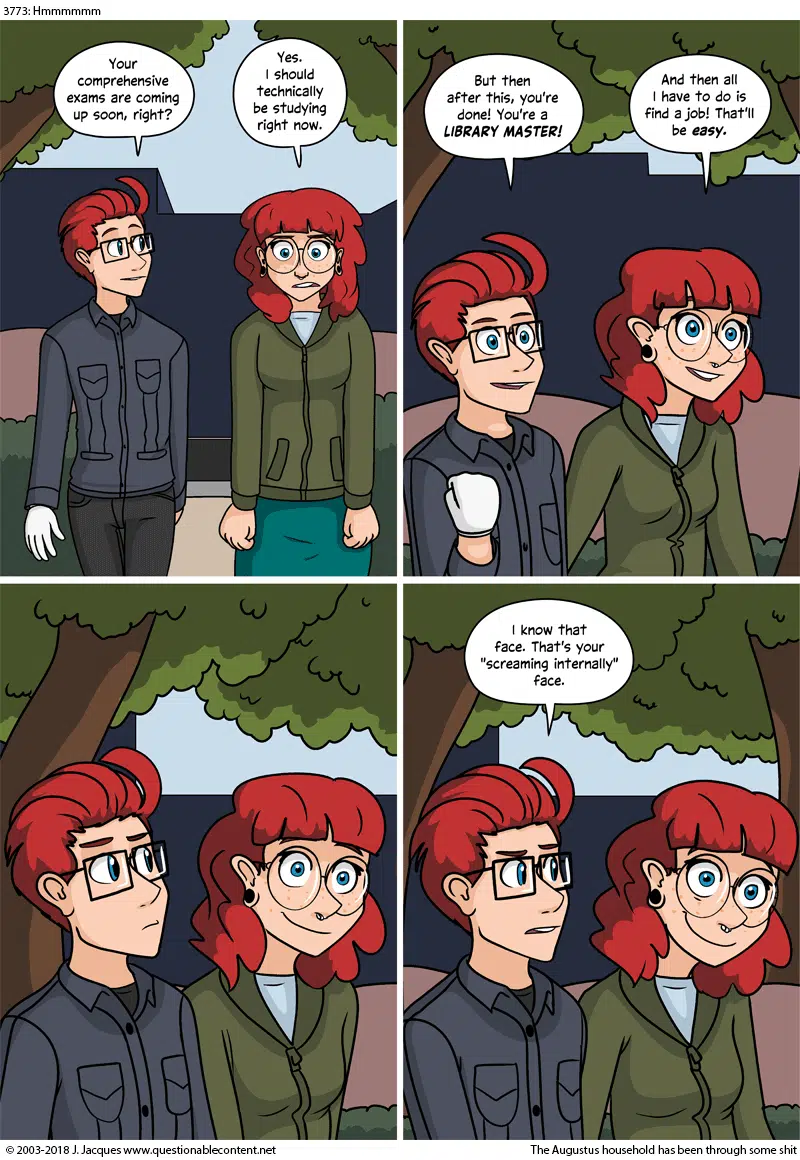 3773: Hmmmmmmm
Your
comprehensive
exams are coming
up soon, right?
Yes.
I should
technically
be studying
right now.
But then
after this, you're
done! You're a
LIBRARY MASTER!
And then all
I have to do is
find a job! That'll
be easy.
I know that
face. That's your
"screaming internally"
face.
© 2003-2018 J. Jacques www.questionablecontent.net
The Augustus household has been through some shit